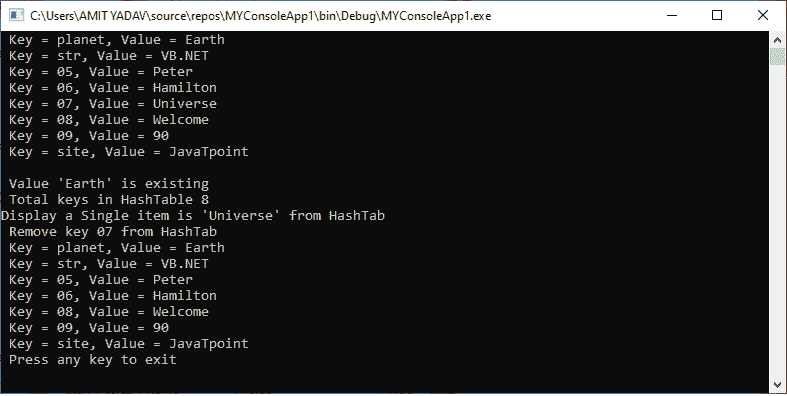 C:\Users\AMIT YADAV\source\repos\MYConsoleApp1\bin\Debug\MYConsoleApp1.exe
Key = planet, Value = Earth
Key = str, Value = VB.NET
Key = 05, Value = Peter
Key = 06, Value = Hamilton
Key = 07, Value = Universe
Key = 08, Value = Welcome
Key = 09, Value = 90
Key = site, Value = JavaTpoint
Value 'Earth' is existing
Total keys in HashTable 8
Display a Single item is 'Universe' from HashTab
Remove key 07 from HashTab
Key = planet, Value = Earth
Key = str, Value = VB.NET
Key = 05, Value = Peter
Key = 06, Value = Hamilton
Key = 08, Value = Welcome
Key = 09, Value = 90
Key = site, Value = JavaTpoint
Press any key to exit